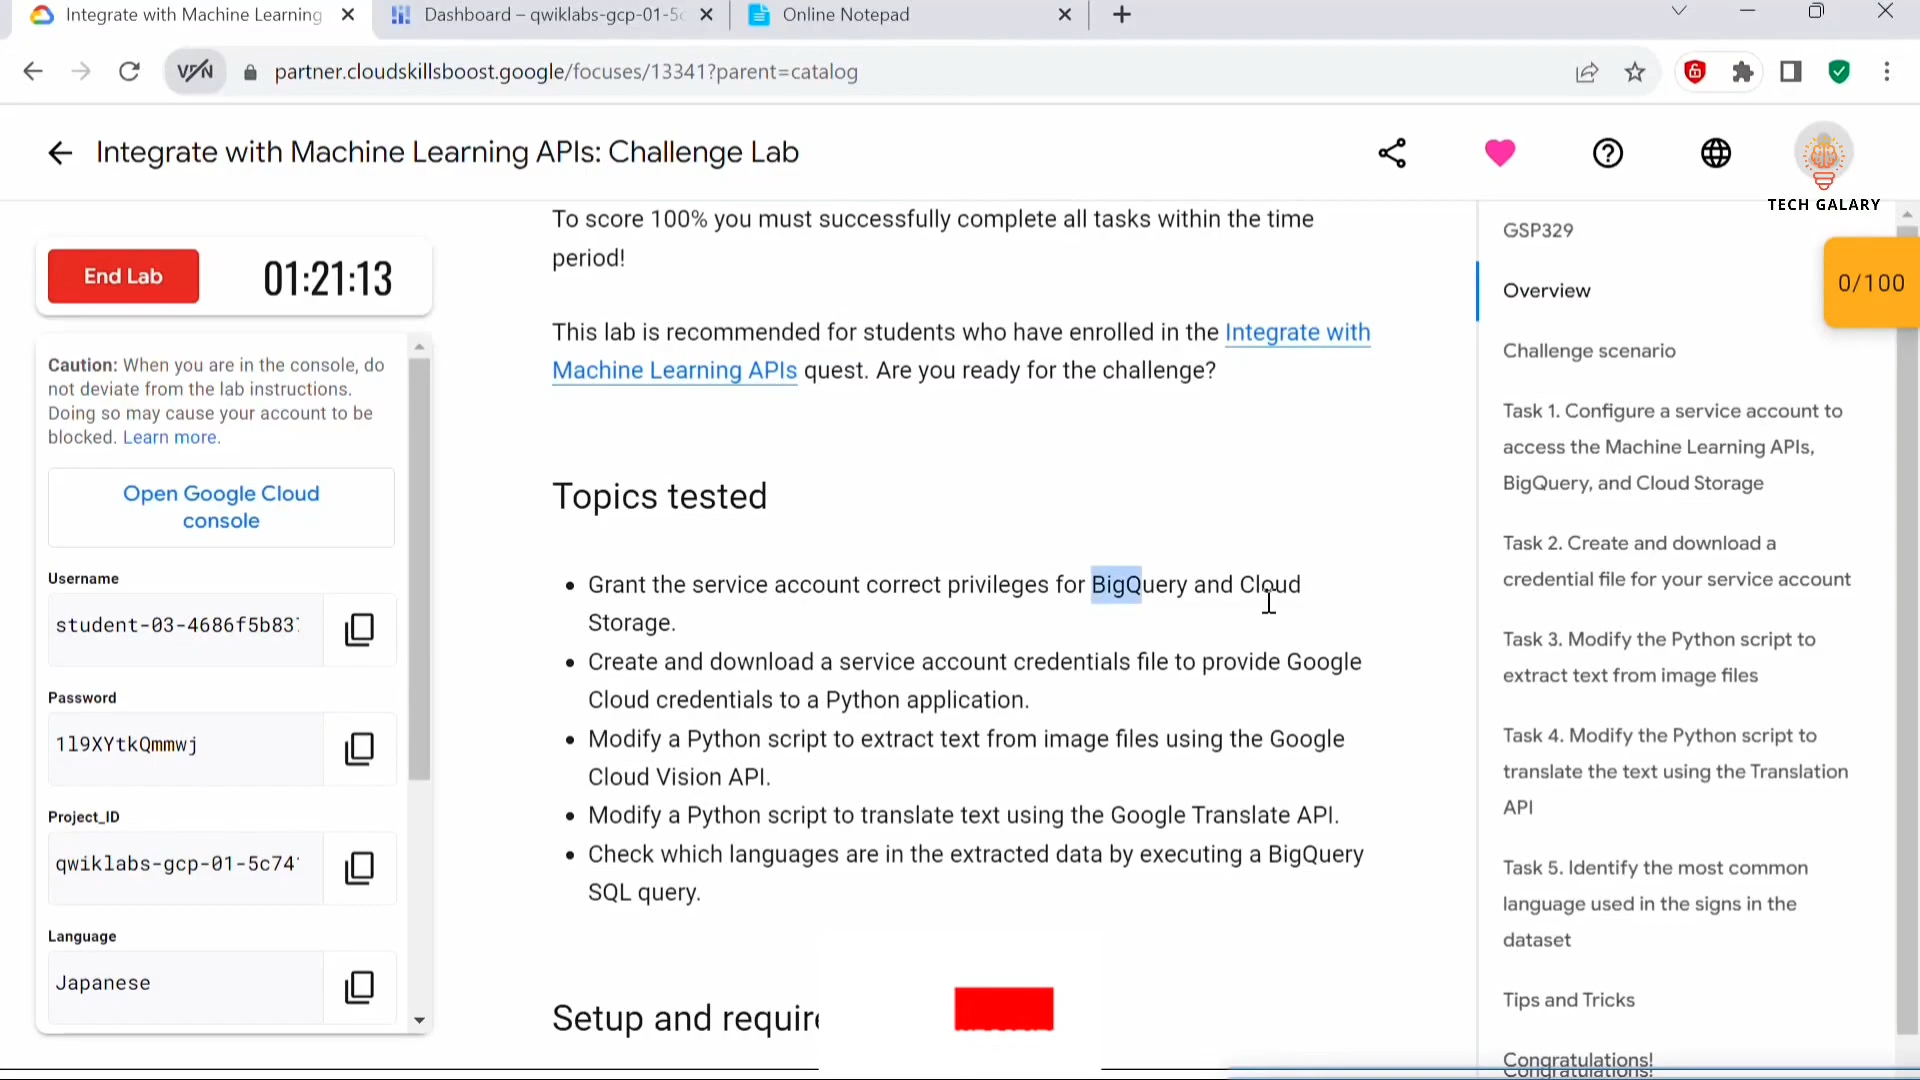 Integrate with Machine Learning
Dashboard – qwiklabs-gcp-01-5c
Online Notepad
VPN
partner.cloudskillsboost.google/focuses/13341?parent=catalog
Integrate with Machine Learning APIs: Challenge Lab
TECH GALARY
End Lab
01:21:13
Caution: When you are in the console, do
not deviate from the lab instructions.
Doing so may cause your account to be
blocked. Learn more.
Open Google Cloud
console
Username
student-03-4686f5b83
Password
1l9XYtkQmmwj
Project_ID
qwiklabs-gcp-01-5c74
Language
Japanese
To score 100% you must successfully complete all tasks within the time
period!
This lab is recommended for students who have enrolled in the Integrate with
Machine Learning APIs quest. Are you ready for the challenge?
Topics tested
• Grant the service account correct privileges for BigQuery and Cloud
Storage.
• Create and download a service account credentials file to provide Google
Cloud credentials to a Python application.
• Modify a Python script to extract text from image files using the Google
Cloud Vision API.
• Modify a Python script to translate text using the Google Translate API.
• Check which languages are in the extracted data by executing a BigQuery
SQL query.
Setup and require
GSP329
Overview
Challenge scenario
Task 1. Configure a service account to
access the Machine Learning APIs,
BigQuery, and Cloud Storage
Task 2. Create and download a
credential file for your service account
Task 3. Modify the Python script to
extract text from image files
Task 4. Modify the Python script to
translate the text using the Translation
API
Task 5. Identify the most common
language used in the signs in the
dataset
Tips and Tricks
Congratulations!
0/100